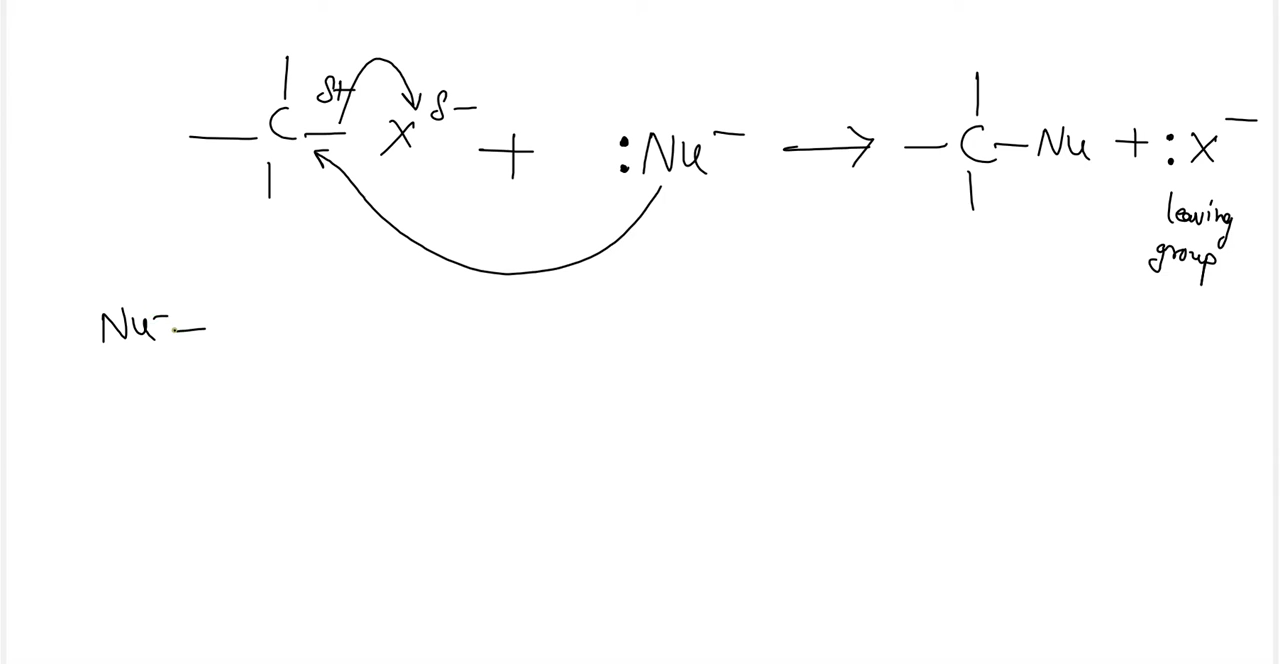 —C— X + :Nu⁻ → —C—Nu + :X⁻
δ+ δ−
leaving
group
Nu⁻ —